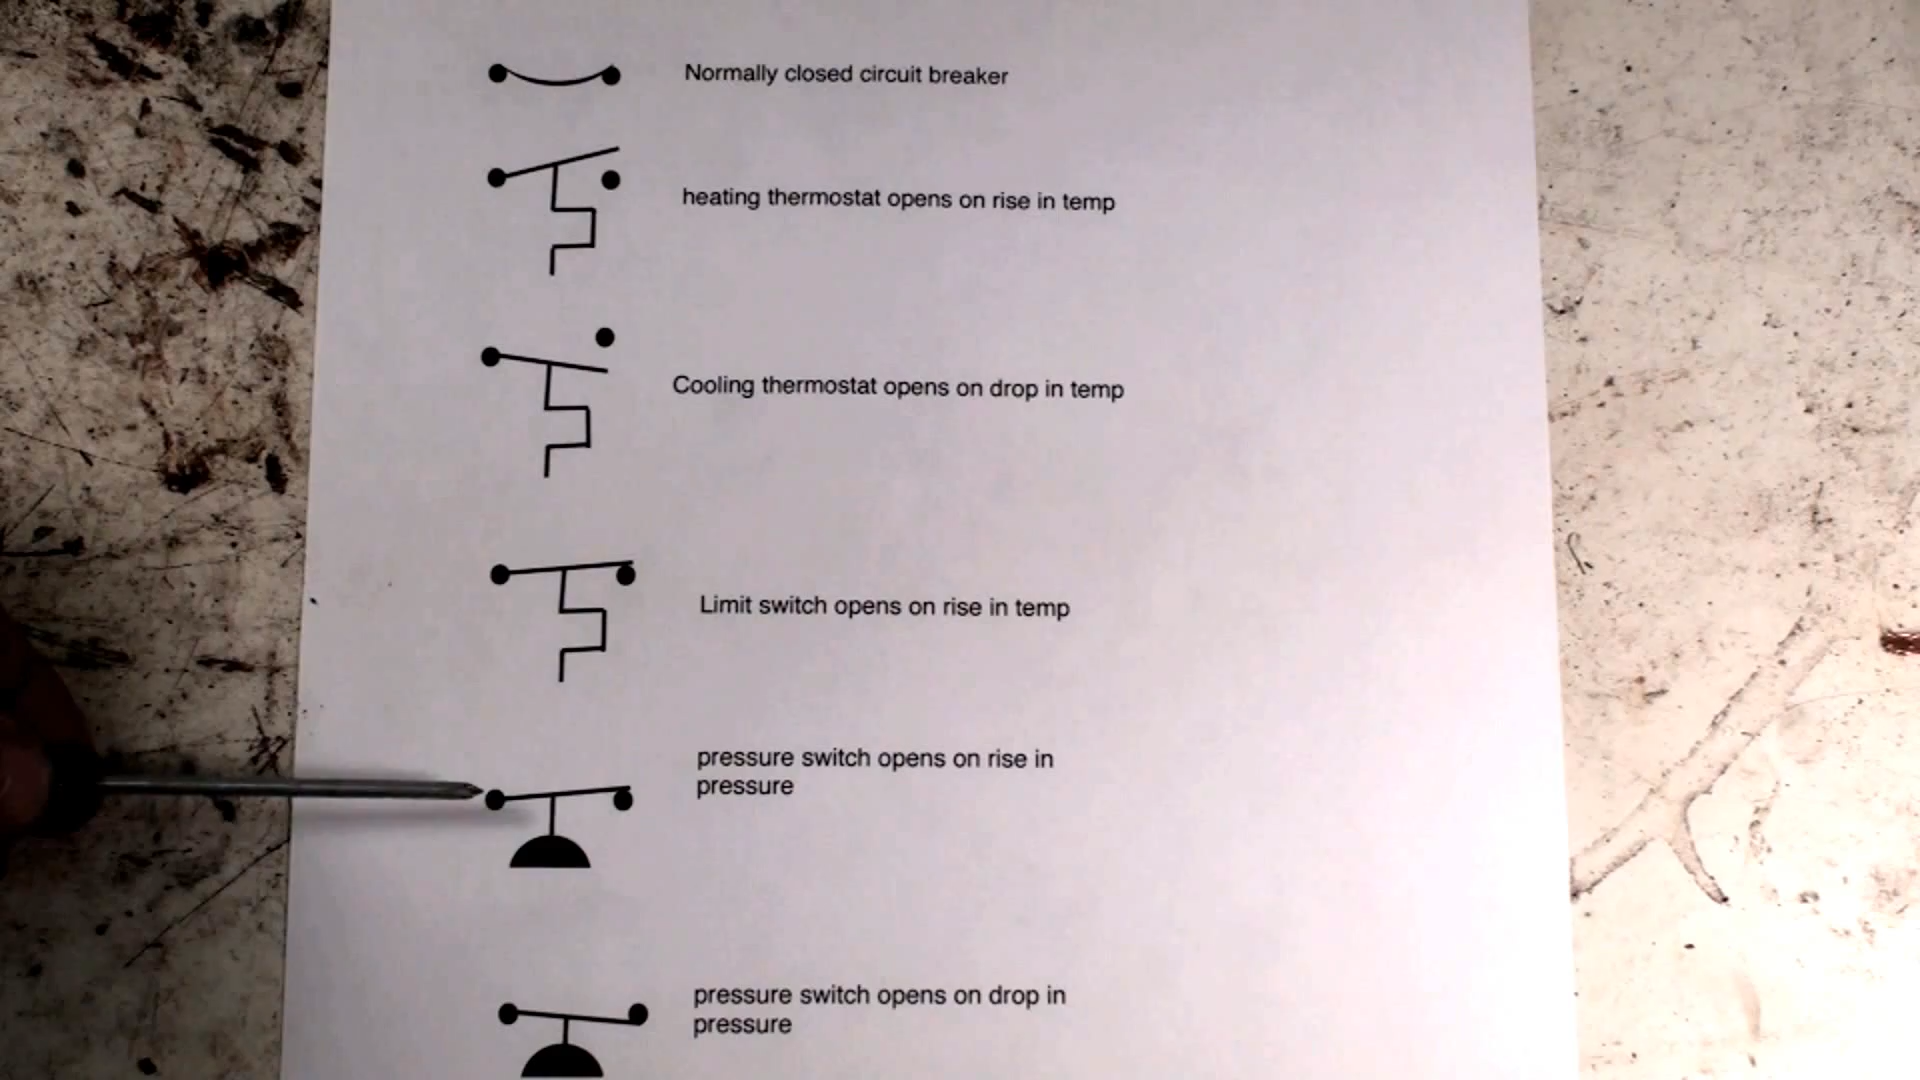 Normally closed circuit breaker
heating thermostat opens on rise in temp
Cooling thermostat opens on drop in temp
Limit switch opens on rise in temp
pressure switch opens on rise in
pressure
pressure switch opens on drop in
pressure